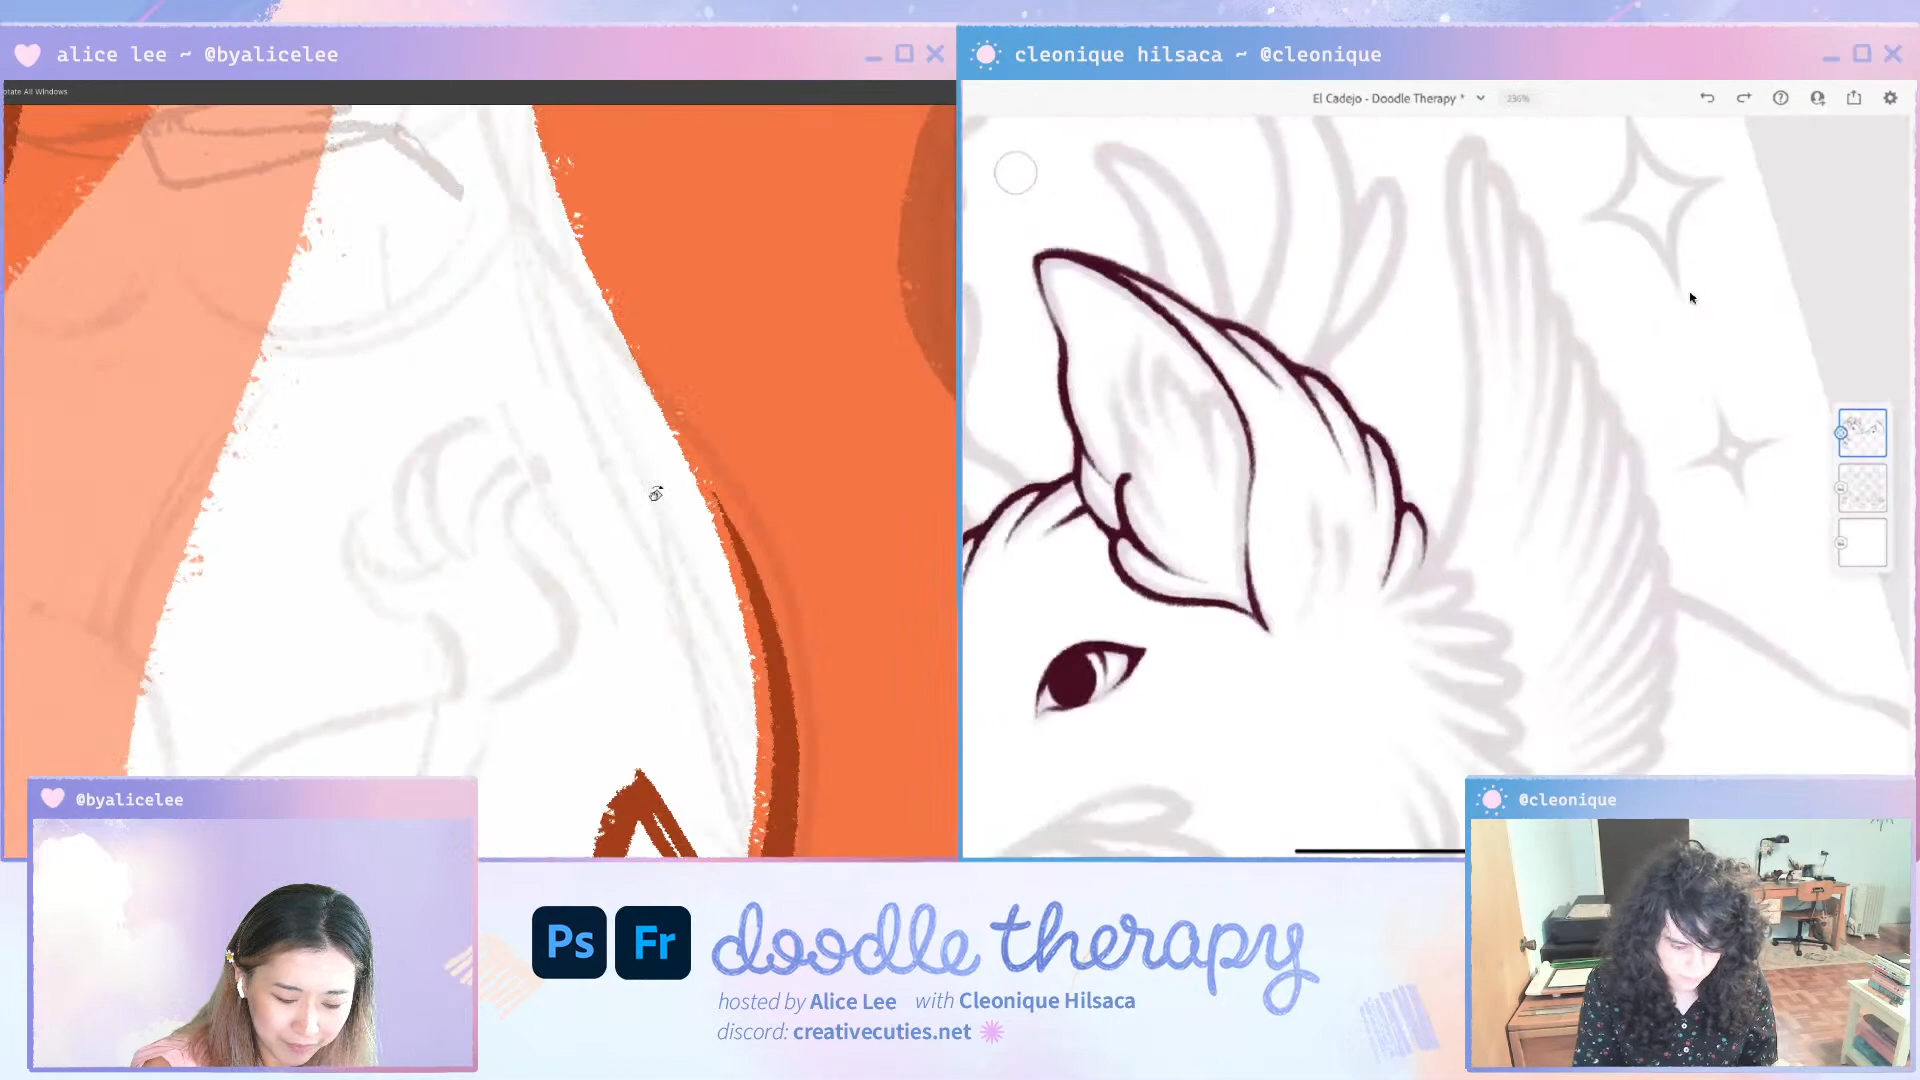 alice lee ~ @byalicelee
cleonique hilsaca ~ @cleonique
otate All Windows
El Cadejo - Doodle Therapy *
236%
@byalicelee
@cleonique
Ps Fr doodle therapy
hosted by Alice Lee with Cleonique Hilsaca
discord: creativecuties.net